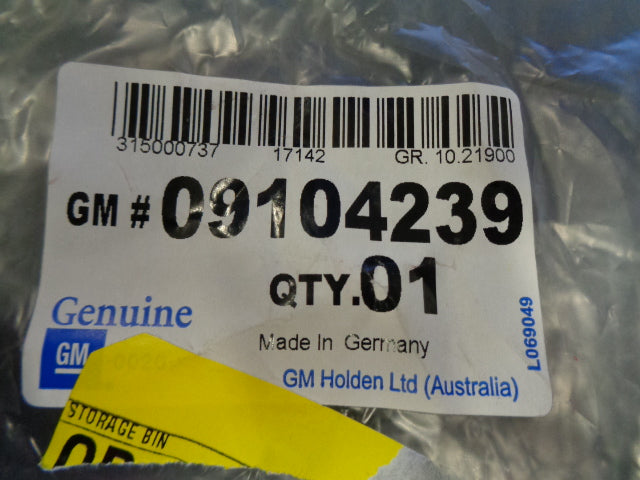 315000737 17142 GR. 10.21900
GM # 09104239
QTY.01
Genuine
GM
Made In Germany
GM Holden Ltd (Australia)
L069049
STORAGE BIN